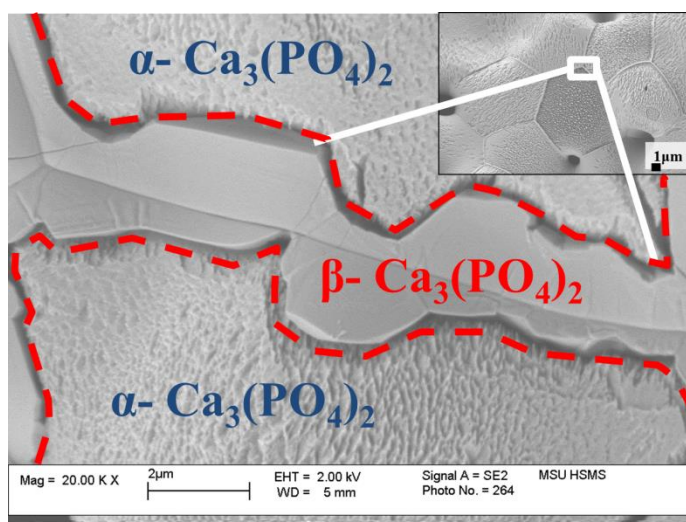 α- Ca₃(PO₄)₂
1μm
β- Ca₃(PO₄)₂
α- Ca₃(PO₄)₂
Mag = 20.00 K X
2μm
EHT = 2.00 kV
WD = 5 mm
Signal A = SE2
Photo No. = 264
MSU HSMS